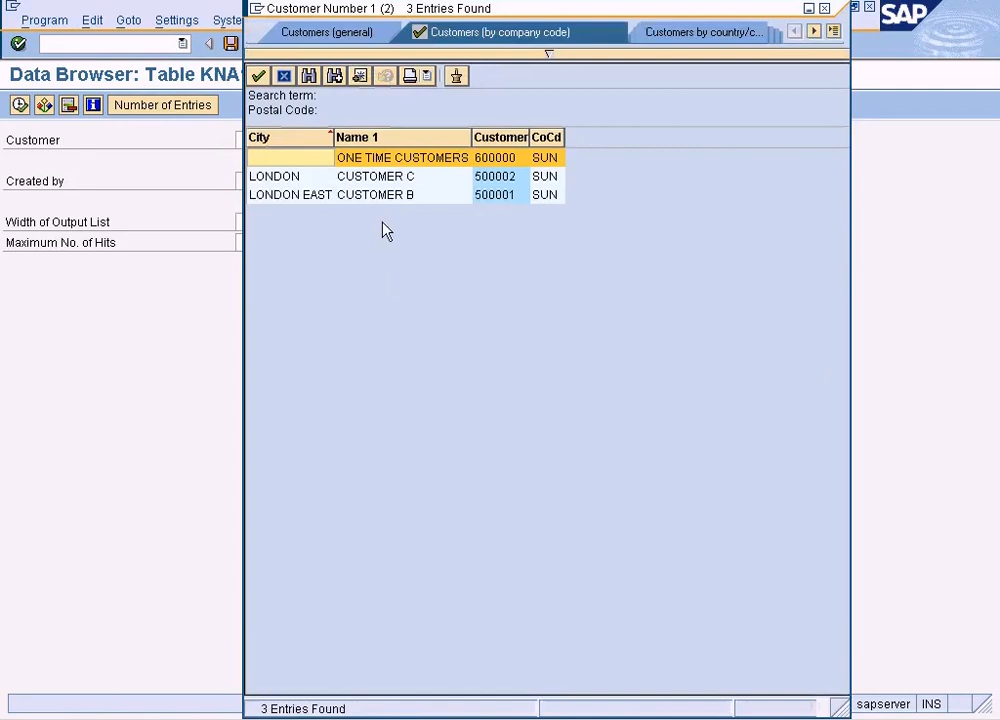 Customer Number 1 (2) 3 Entries Found
Program Edit Goto Settings Syste
SAP
Customers (general) Customers (by company code) Customers by country/c...
Data Browser: Table KNA
Number of Entries
Search term:
Postal Code:
City Name 1 Customer CoCd
ONE TIME CUSTOMERS 600000 SUN
LONDON CUSTOMER C 500002 SUN
LONDON EAST CUSTOMER B 500001 SUN
Customer
Created by
Width of Output List
Maximum No. of Hits
3 Entries Found
sapserver INS